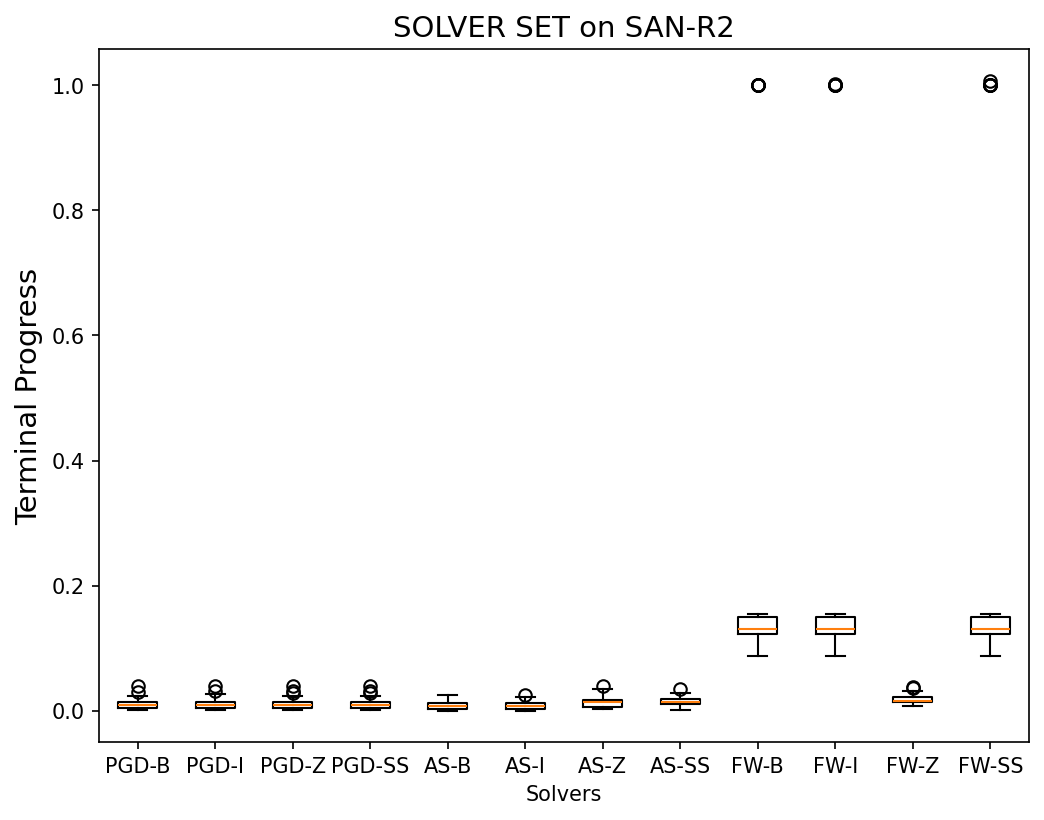 SOLVER SET on SAN-R2
Terminal Progress
1.0
0.8
0.6
0.4
0.2
0.0
PGD-B PGD-I PGD-Z PGD-SS AS-B AS-I AS-Z AS-SS FW-B FW-I FW-Z FW-SS
Solvers